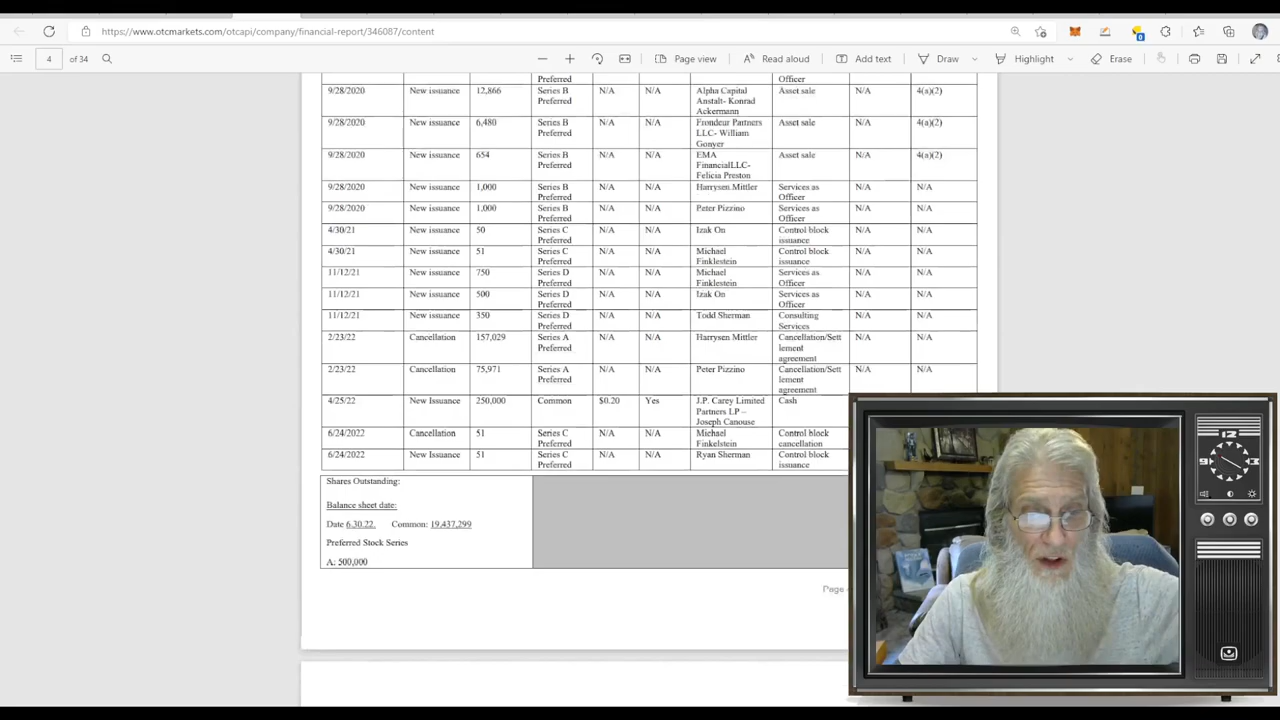 https://www.otcmarkets.com/otcapi/company/financial-report/346087/content
4 of 34 Page view Read aloud Add text Draw Highlight Erase
Preferred Officer
9/28/2020 New issuance 12,866 Series B Preferred N/A N/A Alpha Capital Anstalt- Konrad Ackermann Asset sale N/A 4(a)(2)
9/28/2020 New issuance 6,480 Series B Preferred N/A N/A Frondeur Partners LLC- William Gonyer Asset sale N/A 4(a)(2)
9/28/2020 New issuance 654 Series B Preferred N/A N/A EMA FinancialLLC- Felicia Preston Asset sale N/A 4(a)(2)
9/28/2020 New issuance 1,000 Series B Preferred N/A N/A Harrysen Mittler Services as Officer N/A N/A
9/28/2020 New issuance 1,000 Series B Preferred N/A N/A Peter Pizzino Services as Officer N/A N/A
4/30/21 New issuance 50 Series C Preferred N/A N/A Izak On Control block issuance N/A N/A
4/30/21 New issuance 51 Series C Preferred N/A N/A Michael Finklestein Control block issuance N/A N/A
11/12/21 New issuance 750 Series D Preferred N/A N/A Michael Finklestein Services as Officer N/A N/A
11/12/21 New issuance 500 Series D Preferred N/A N/A Izak On Services as Officer N/A N/A
11/12/21 New issuance 350 Series D Preferred N/A N/A Todd Sherman Consulting Services N/A N/A
2/23/22 Cancellation 157,029 Series A Preferred N/A N/A Harrysen Mittler Cancellation/Sett lement agreement N/A N/A
2/23/22 Cancellation 75,971 Series A Preferred N/A N/A Peter Pizzino Cancellation/Sett lement agreement N/A N/A
4/25/22 New Issuance 250,000 Common $0.20 Yes J.P. Carey Limited Partners LP – Joseph Canouse Cash
6/24/2022 Cancellation 51 Series C Preferred N/A N/A Michael Finkelstein Control block cancellation
6/24/2022 New Issuance 51 Series C Preferred N/A N/A Ryan Sherman Control block issuance
Shares Outstanding:
Balance sheet date:
Date 6.30.22. Common: 19,437,299
Preferred Stock Series
A: 500,000
Page
12
9 3